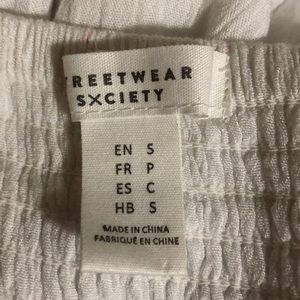 TREETWEAR
SXCIETY
EN S
FR P
ES C
HB S
MADE IN CHINA
FABRIQUÉ EN CHINE